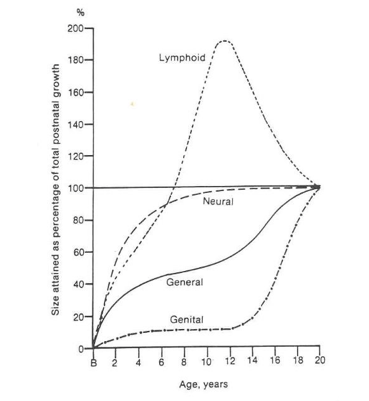 %
200
180
160
140
120
100
80
60
40
20
0
Size attained as percentage of total postnatal growth
Lymphoid
Neural
General
Genital
B 2 4 6 8 10 12 14 16 18 20
Age, years